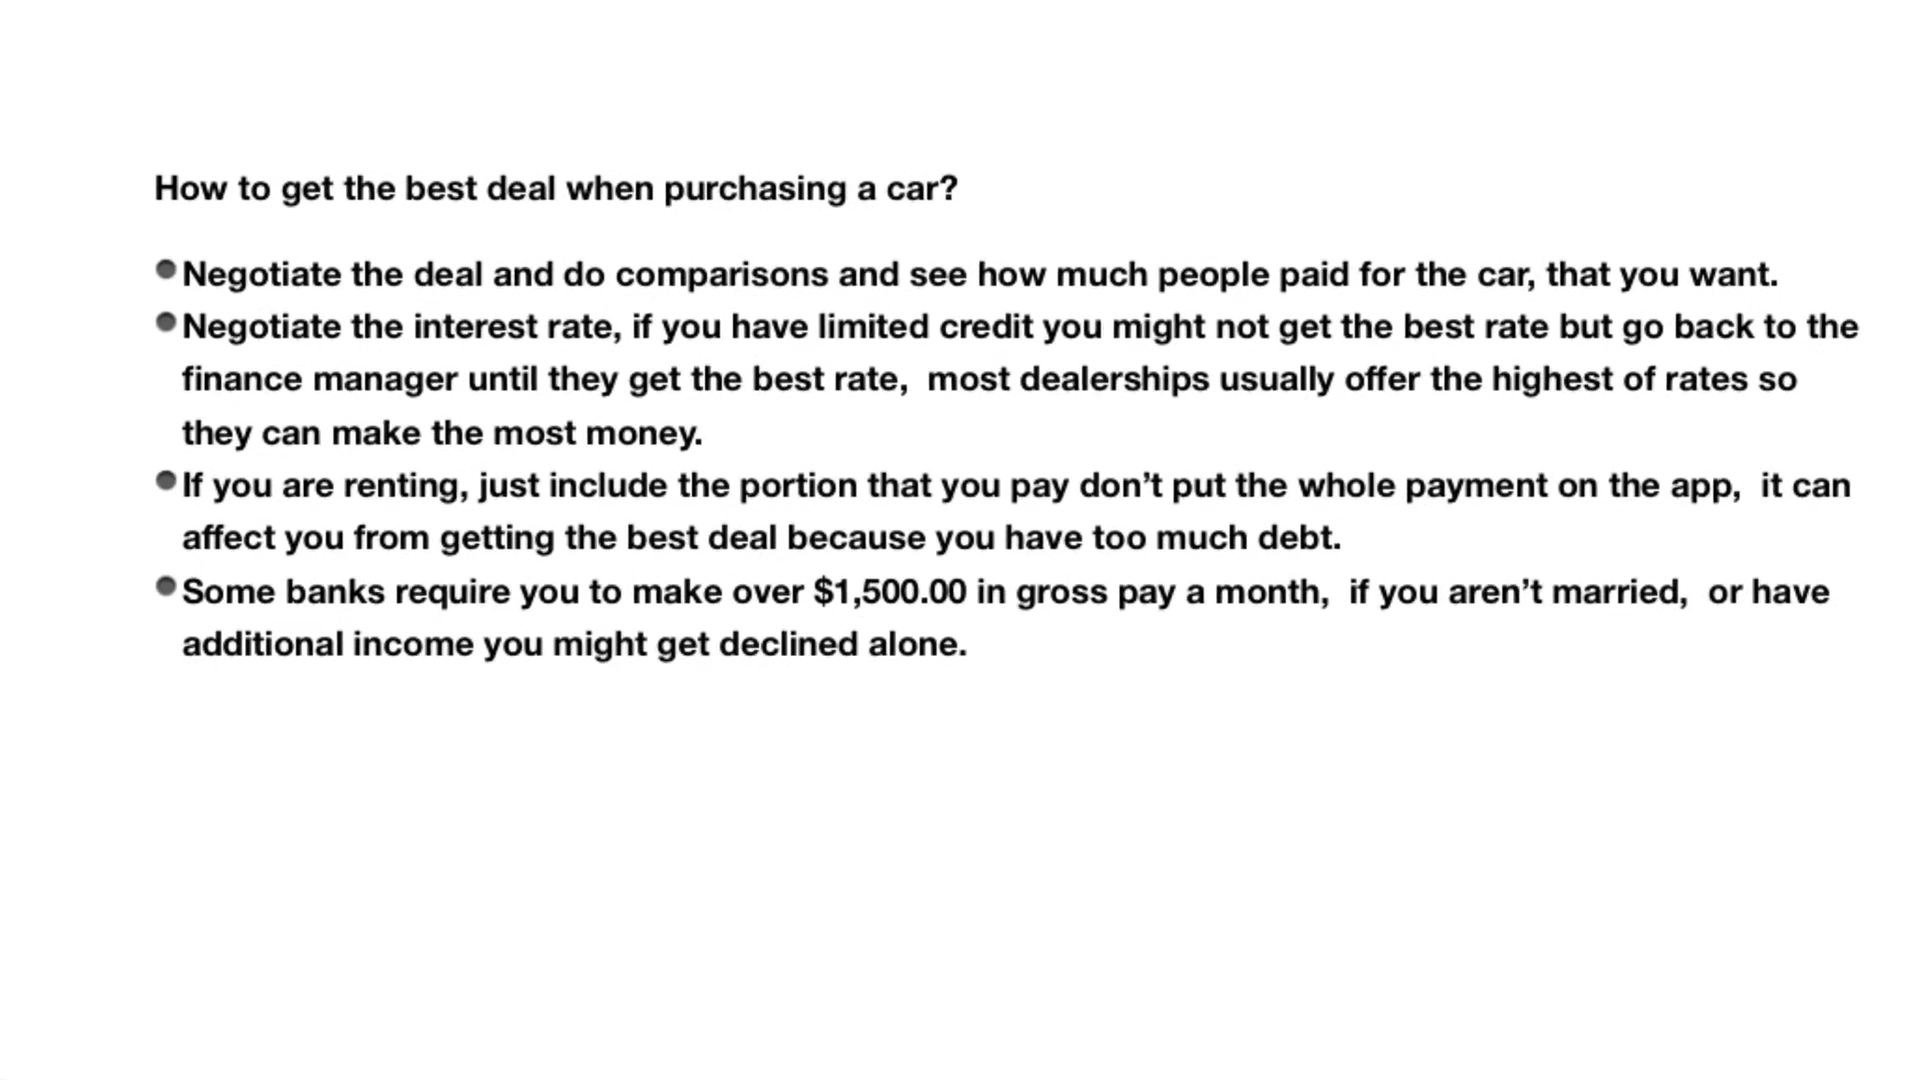 How to get the best deal when purchasing a car?
●Negotiate the deal and do comparisons and see how much people paid for the car, that you want.
●Negotiate the interest rate, if you have limited credit you might not get the best rate but go back to the
finance manager until they get the best rate,  most dealerships usually offer the highest of rates so
they can make the most money.
●If you are renting, just include the portion that you pay don’t put the whole payment on the app,  it can
affect you from getting the best deal because you have too much debt.
●Some banks require you to make over $1,500.00 in gross pay a month,  if you aren’t married,  or have
additional income you might get declined alone.